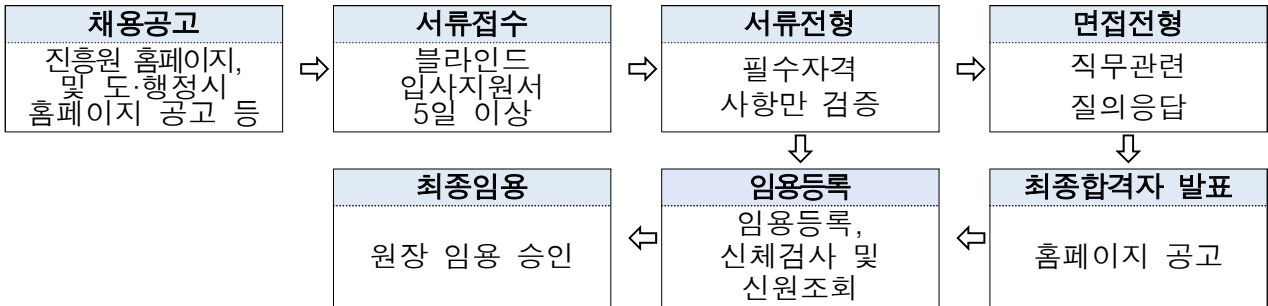 채용공고
진흥원 홈페이지,
및 도·행정시
홈페이지 공고 등
⇨
서류접수
블라인드
입사지원서
5일 이상
⇨
서류전형
필수자격
사항만 검증
⇨
면접전형
직무관련
질의응답
⇩
⇩
최종합격자 발표
홈페이지 공고
⇦
임용등록
임용등록,
신체검사 및
신원조회
⇦
최종임용
원장 임용 승인